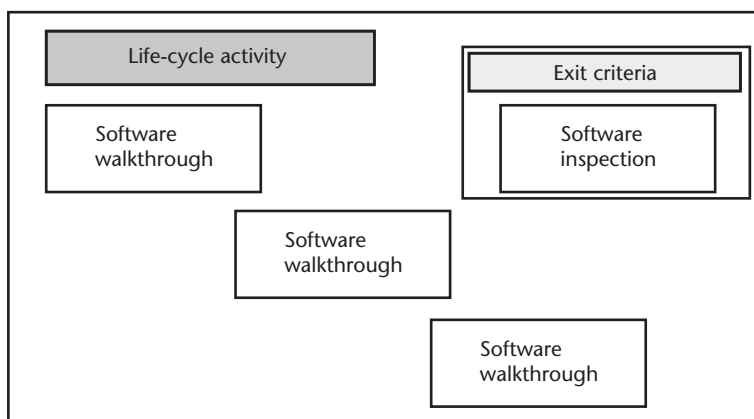 Life-cycle activity
Exit criteria
Software
walkthrough
Software
inspection
Software
walkthrough
Software
walkthrough